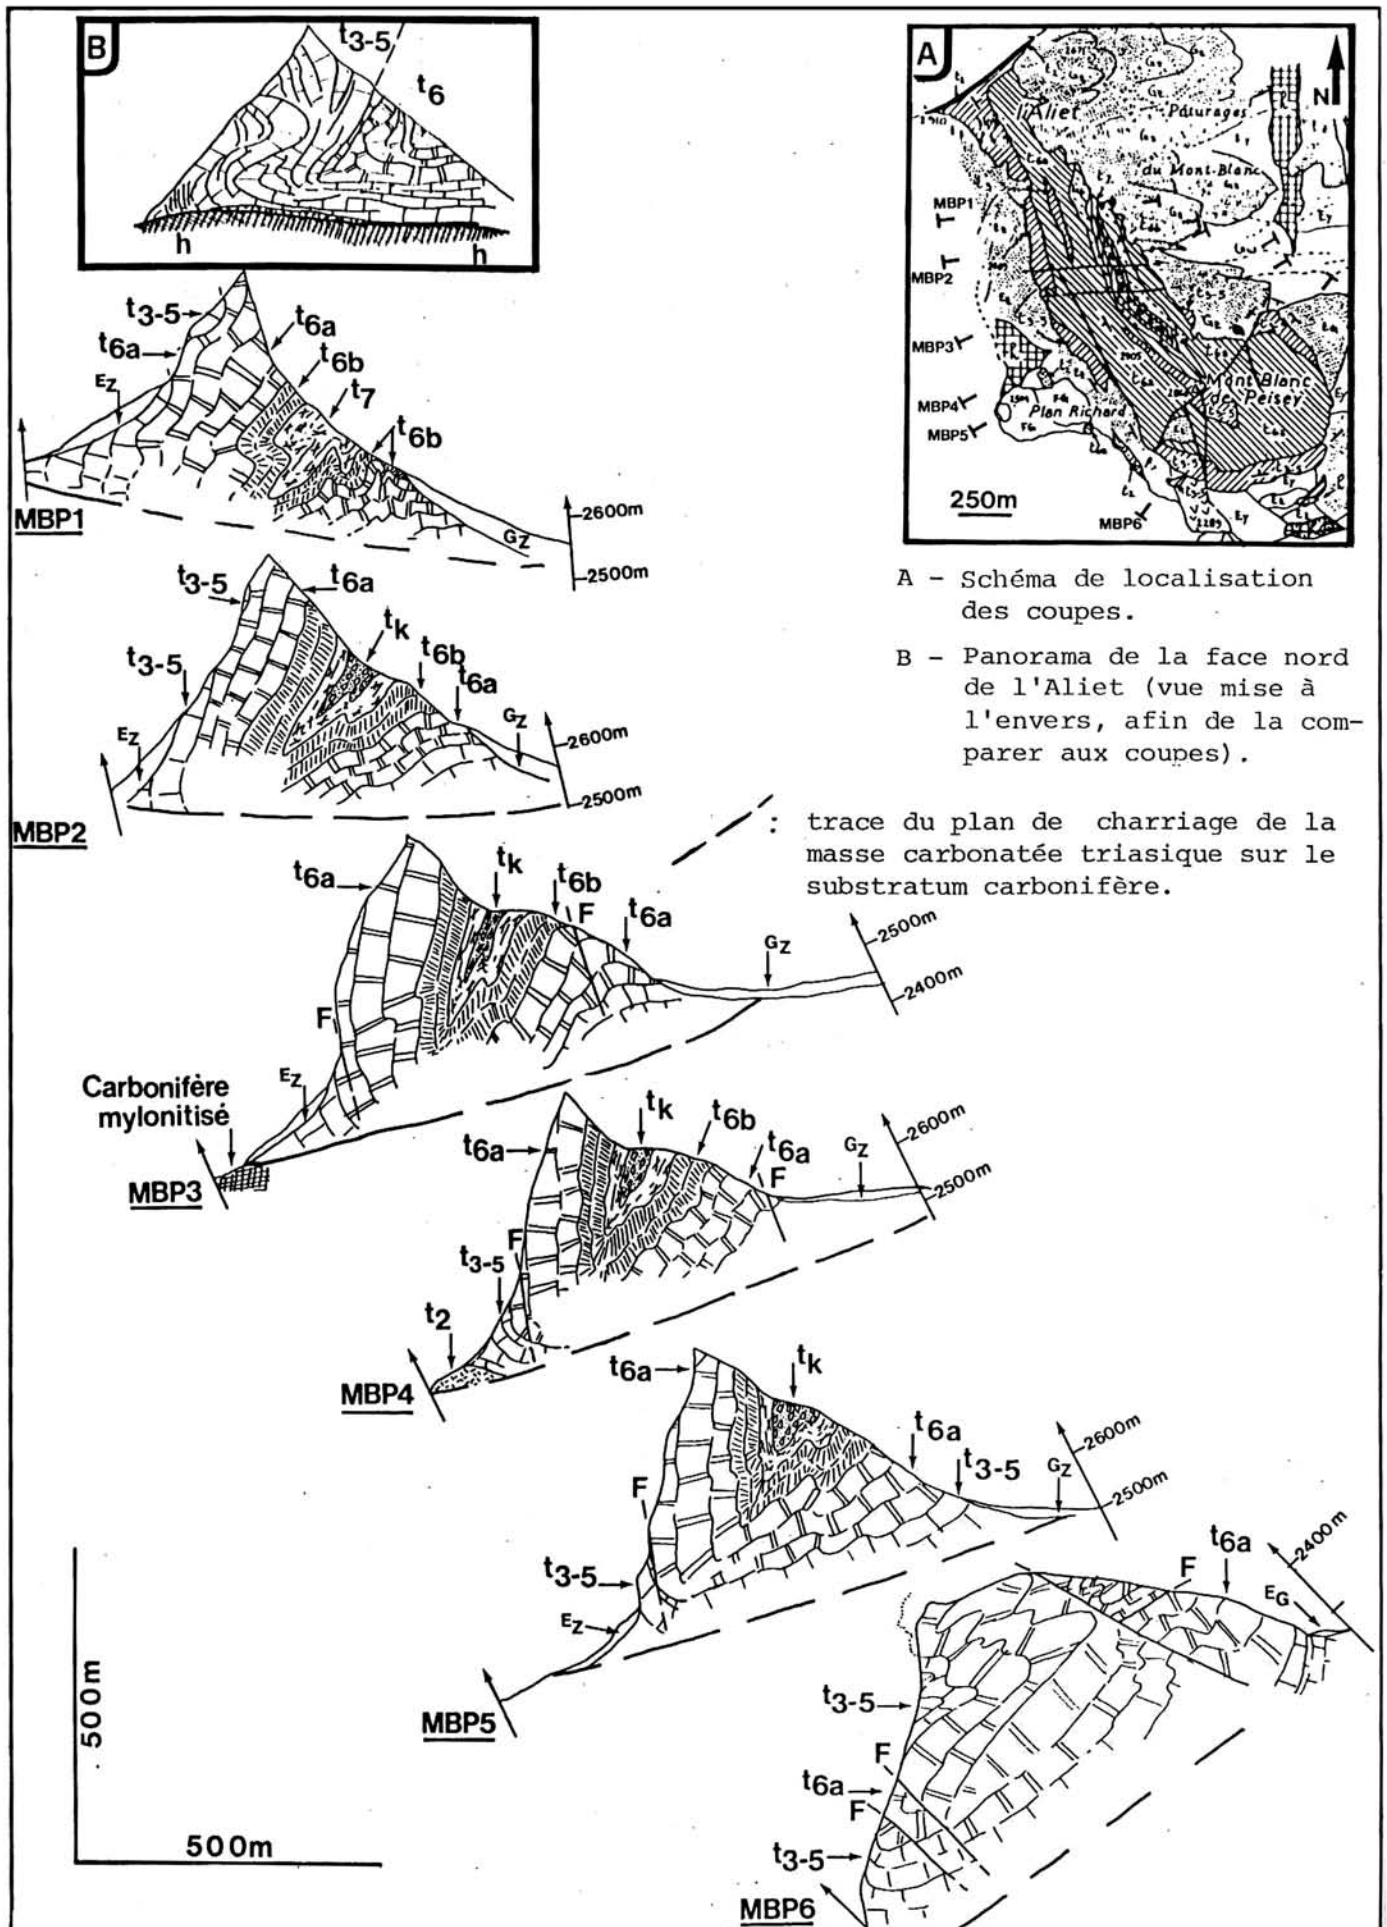 B
t3-5
t6
h
h
A
N
l'Aliet
Pâturages
du Mont-Blanc
MBP1
MBP2
MBP3
MBP4
MBP5
MBP6
Plan Richard
Mont Blanc
de Peisey
250m
A - Schéma de localisation
des coupes.
B - Panorama de la face nord
de l'Aliet (vue mise à
l'envers, afin de la com-
parer aux coupes).
: trace du plan de charriage de la
masse carbonatée triasique sur le
substratum carbonifère.
t3-5
t6a
Ez
t6a
t6b
t7
t6b
Gz
2600m
2500m
MBP1
t3-5
t3-5
Ez
t6a
tk
t6b
t6a
Gz
2600m
2500m
MBP2
t6a
tk
t6b
F
t6a
Gz
2500m
2400m
F
Ez
Carbonifère
mylonitisé
MBP3
t6a
tk
t6b
t6a
F
Gz
2600m
2500m
F
t3-5
t2
MBP4
t6a
tk
t6a
t3-5
Gz
2600m
2500m
F
t3-5
Ez
MBP5
F
t6a
EG
2400m
t3-5
F
t6a
F
t3-5
MBP6
500m
500m